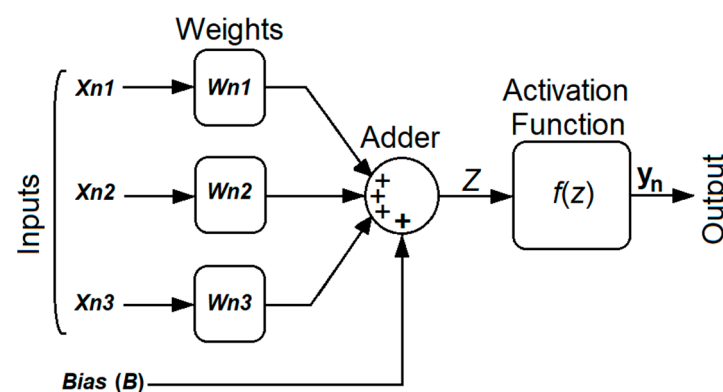 Weights
Inputs
Xn1
Wn1
Xn2
Wn2
Xn3
Wn3
Bias (B)
Adder
+
+
+
+
Z
Activation
Function
f(z)
yn
Output